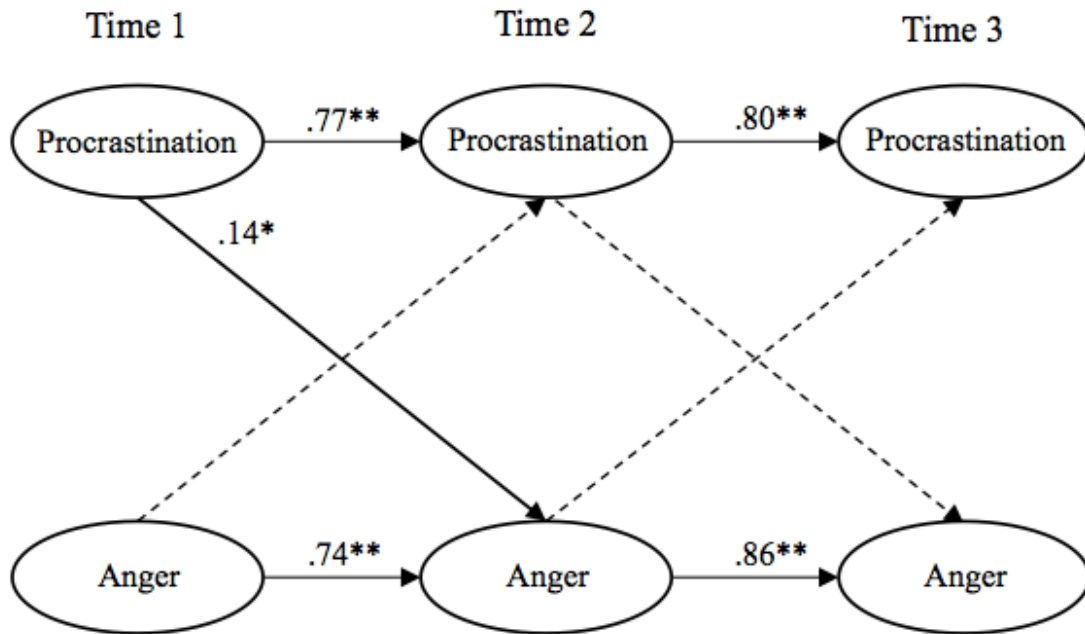 Time 1
Time 2
Time 3
Procrastination
.77**
Procrastination
.80**
Procrastination
.14*
Anger
.74**
Anger
.86**
Anger